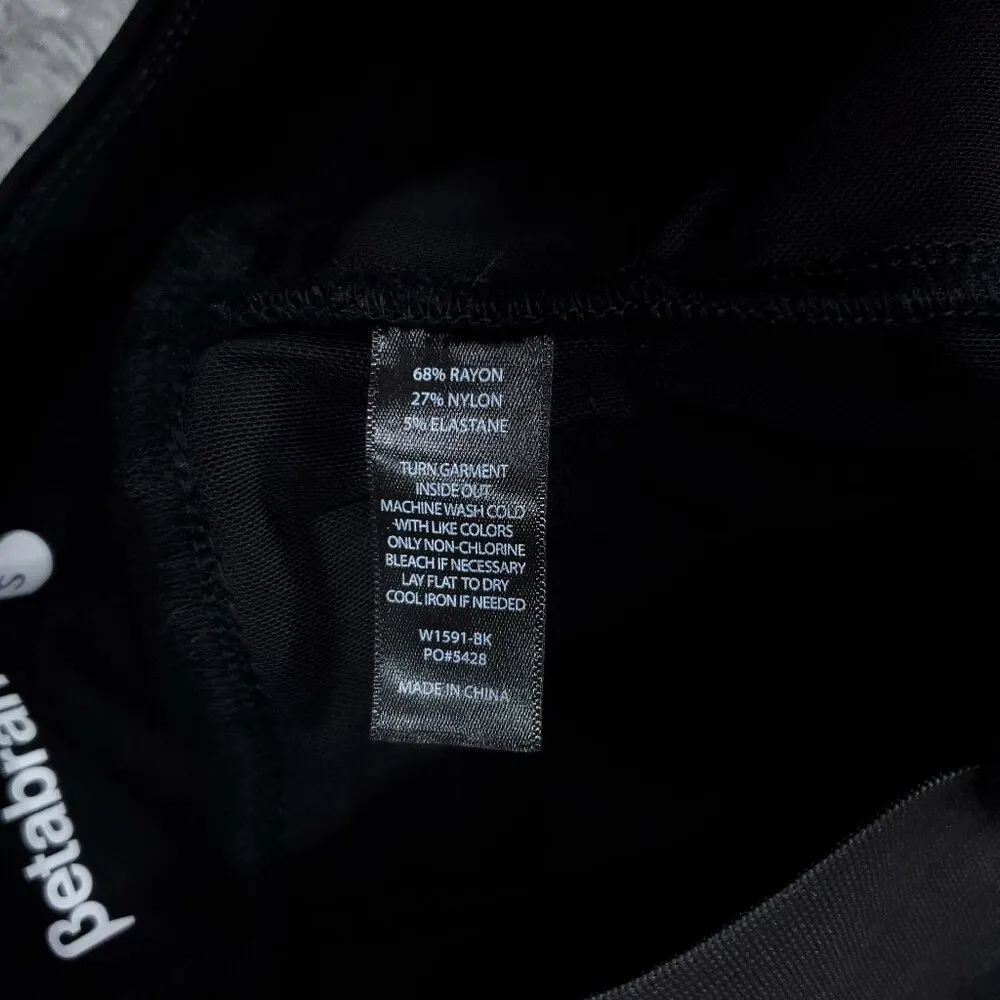 68% RAYON
27% NYLON
5% ELASTANE
TURN GARMENT
INSIDE OUT
MACHINE WASH COLD
-WITH LIKE COLORS
ONLY NON-CHLORINE
BLEACH IF NECESSARY
LAY FLAT TO DRY
COOL IRON IF NEEDED
W1591-BK
PO#5428
MADE IN CHINA
S
Betabran